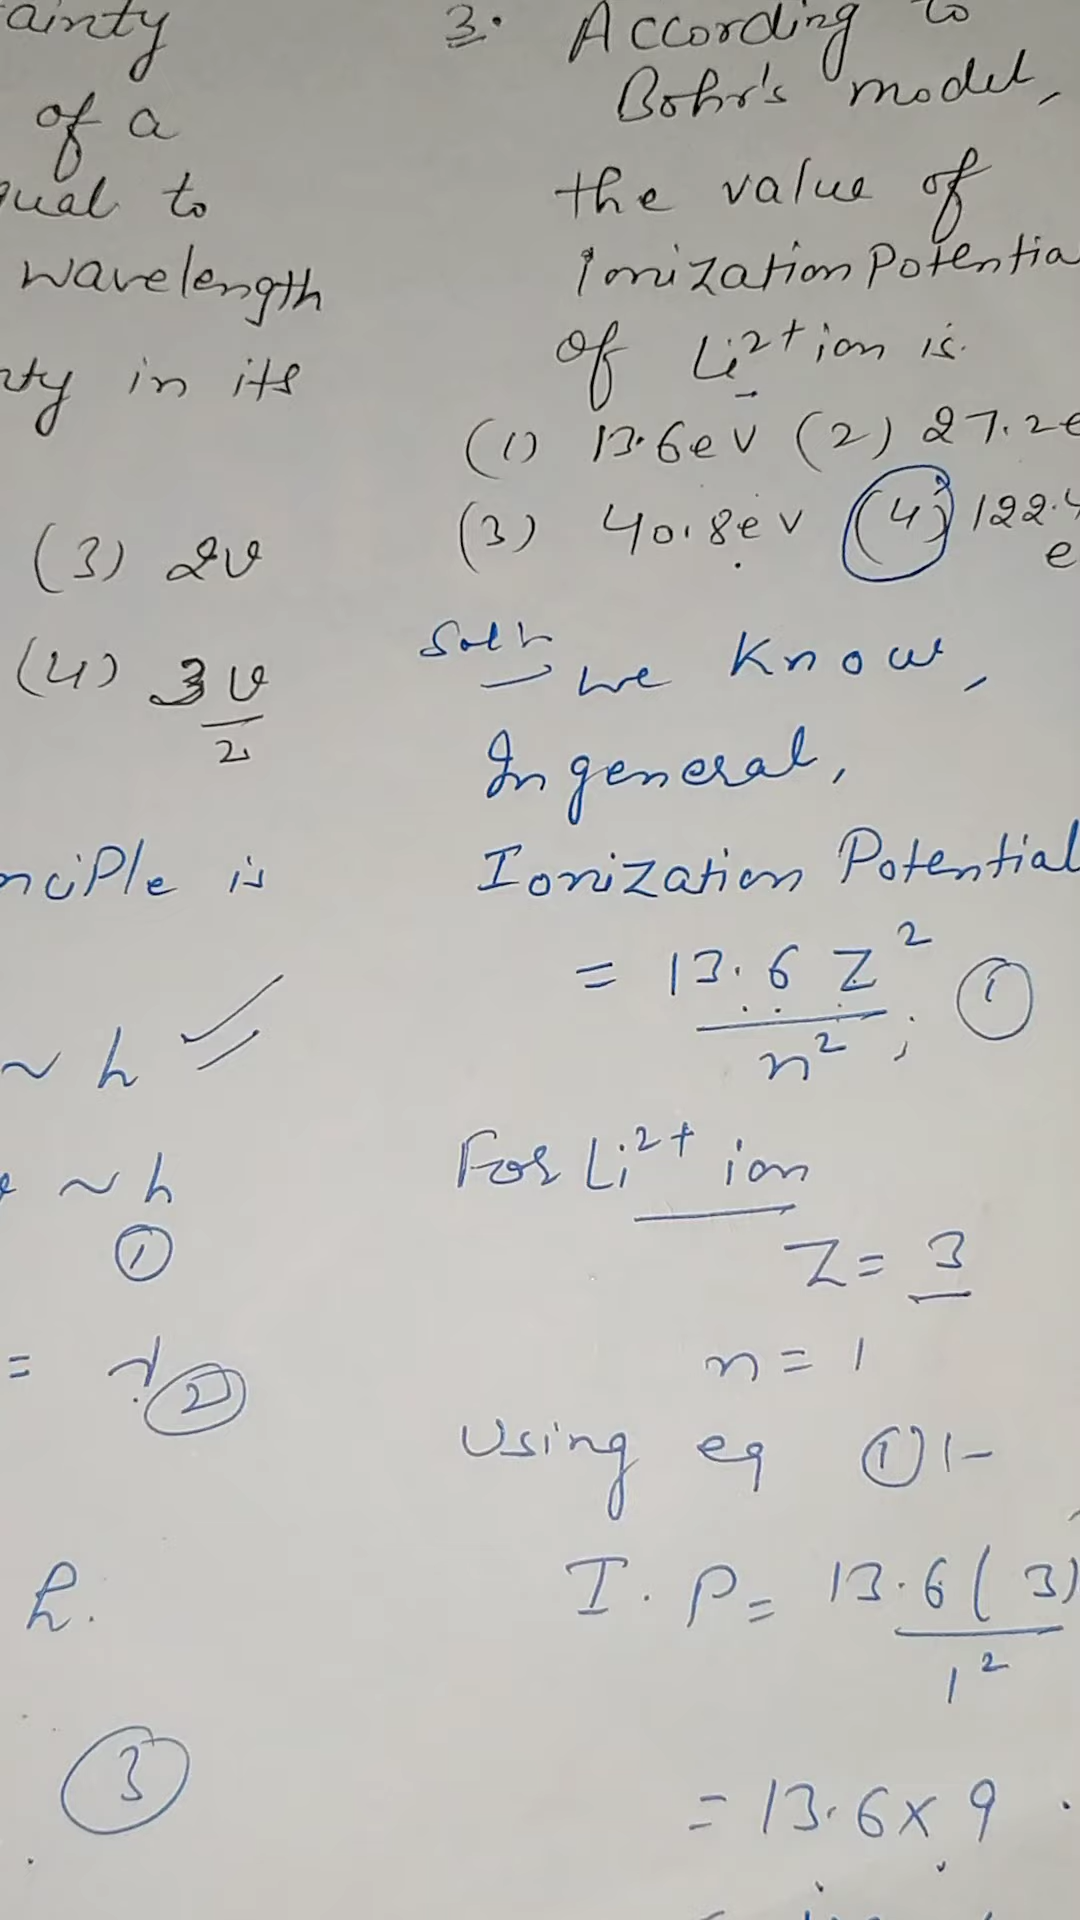 ainty
of a
qual to
wavelength
in its
(3) 2v
(4) 3v
2
nciple is
~ h
~ h
①
= λ ②
h.
③
3. According to
Bohr's model,
the value of
Ionization Potentia
of Li²⁺ ion is.
(1) 13.6eV (2) 27.2e
(3) 40.8ev (4) 122.4
e
Solⁿ
We know,
In general,
Ionization Potential
= 13.6 Z² ; ①
n²
For Li²⁺ ion
Z = 3
n = 1
Using eq ① :-
I. P = 13.6 ( 3)
1²
= 13.6 x 9